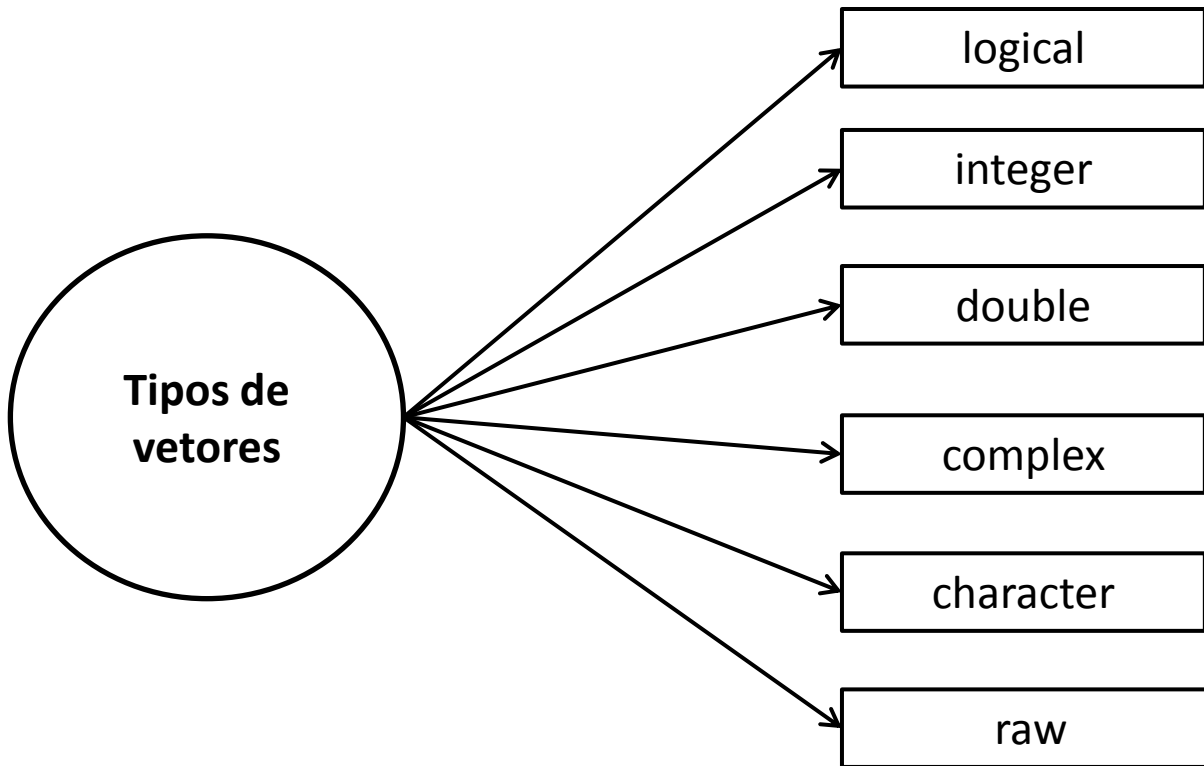 Tipos de
vetores
logical
integer
double
complex
character
raw